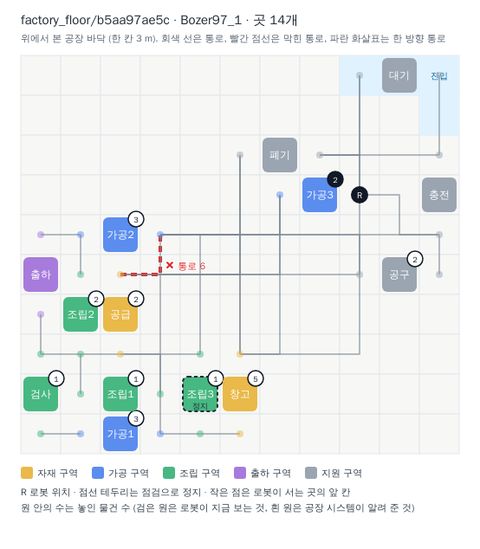 factory_floor/b5aa97ae5c · Bozer97_1 · 곳 14개
위에서 본 공장 바닥 (한 칸 3 m). 회색 선은 통로, 빨간 점선은 막힌 통로, 파란 화살표는 한 방향 통로
대기
전립
폐기
2
가공3
R
충전
3
가공2
✕ 통로 6
2
출하
공구
2
조립2
2
공급
1
검사
1
조립1
1
조립3
정지
5
창고
3
가공1
자재 구역
가공 구역
조립 구역
출하 구역
지원 구역
R 로봇 위치 · 점선 테두리는 점검으로 정지 · 작은 점은 로봇이 서는 곳의 앞 칸
원 안의 수는 놓인 물건 수 (검은 원은 로봇이 지금 보는 것, 흰 원은 공장 시스템이 알려 준 것)